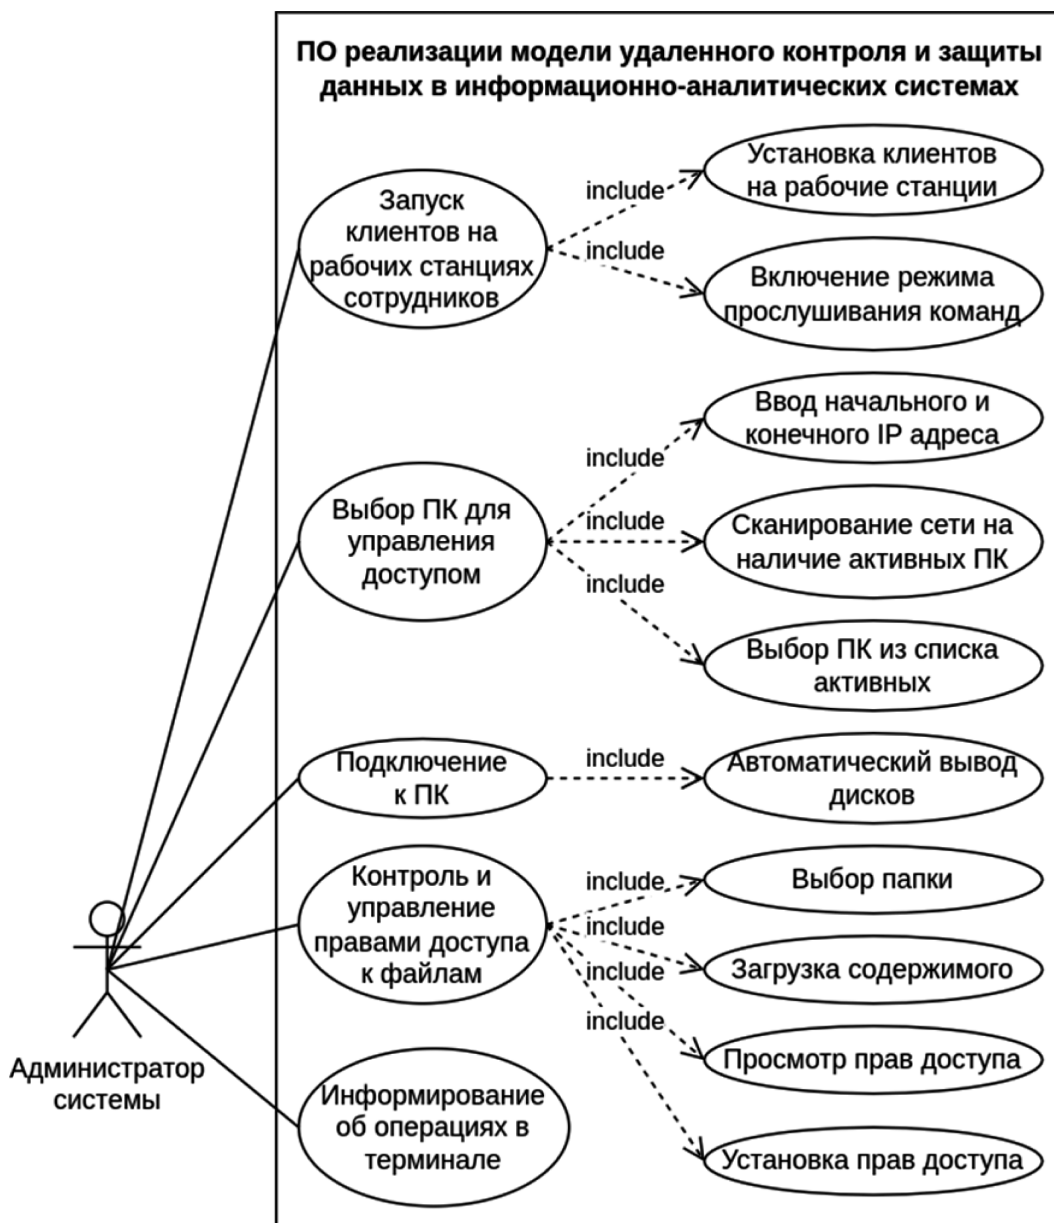 ПО реализации модели удаленного контроля и защиты
данных в информационно-аналитических системах
Запуск
клиентов на
рабочих станциях
сотрудников
include
Установка клиентов
на рабочие станции
include
Включение режима
прослушивания команд
Выбор ПК для
управления
доступом
include
Ввод начального и
конечного IP адреса
include
Сканирование сети на
наличие активных ПК
include
Выбор ПК из списка
активных
Подключение
к ПК
include
Автоматический вывод
дисков
Контроль и
управление
правами доступа
к файлам
include
Выбор папки
include
Загрузка содержимого
include
Просмотр прав доступа
include
Установка прав доступа
Администратор
системы
Информирование
об операциях в
терминале